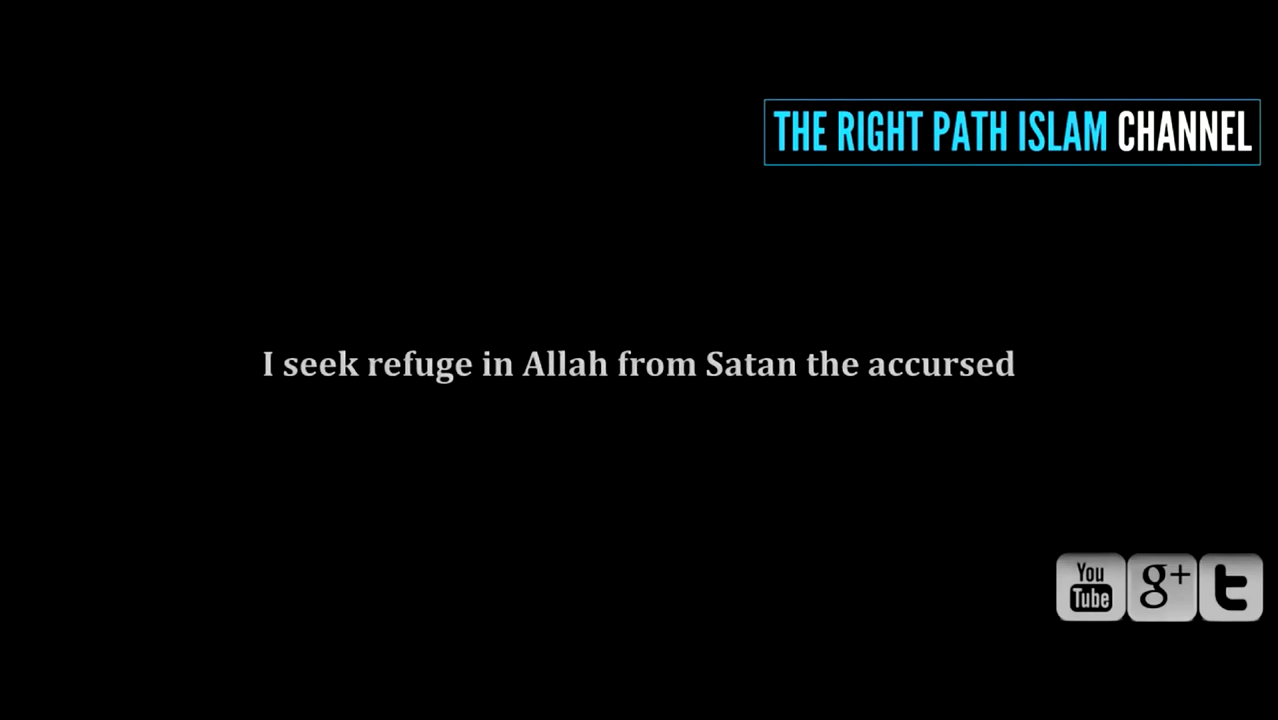 THE RIGHT PATH ISLAM CHANNEL
I seek refuge in Allah from Satan the accursed
You
Tube
g+
t